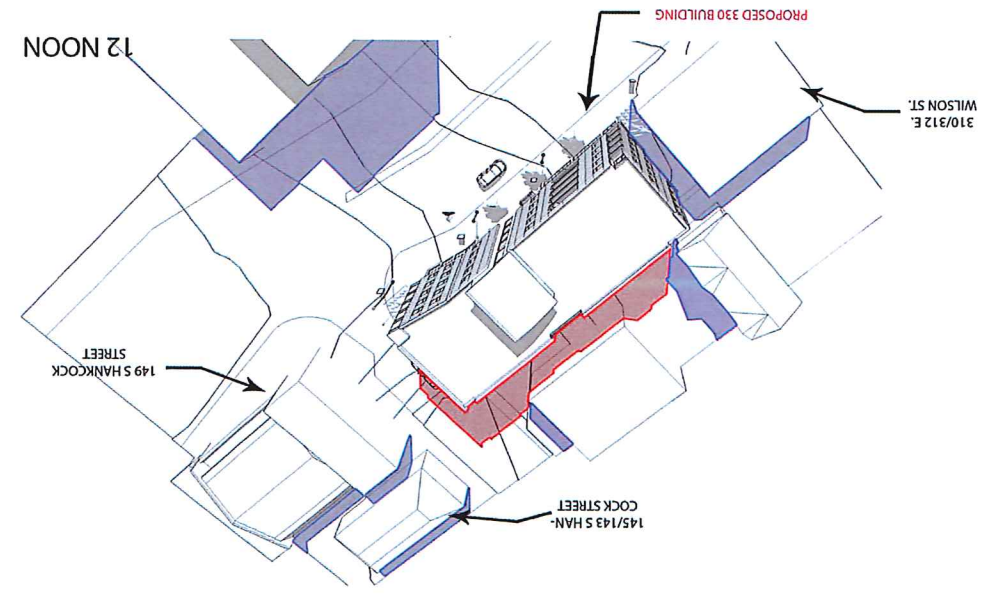 145/143 S HAN-
COCK STREET
149 S HANKCOCK
STREET
310/312 E.
WILSON ST.
PROPOSED 330 BUILDING
12 NOON